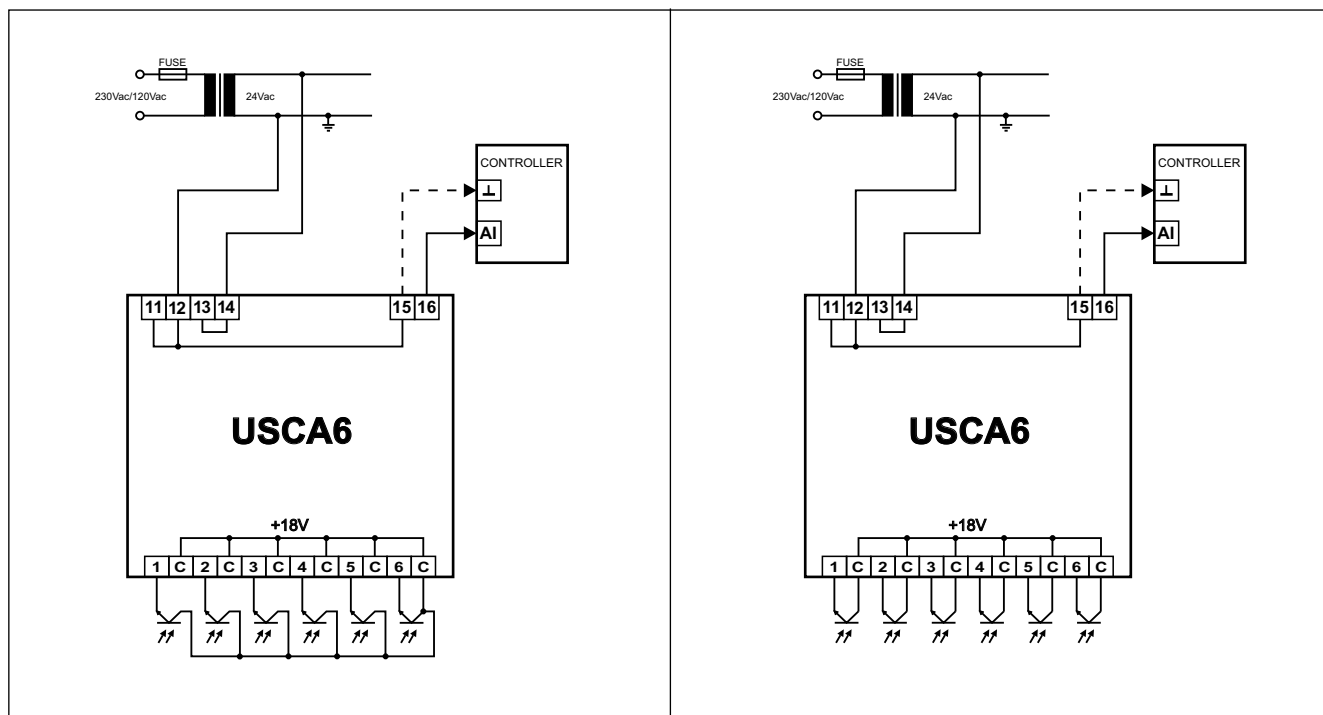 FUSE
230Vac/120Vac 24Vac
CONTROLLER
⊥
AI
11 12 13 14 15 16
USCA6
+18V
1 C 2 C 3 C 4 C 5 C 6 C
FUSE
230Vac/120Vac 24Vac
CONTROLLER
⊥
AI
11 12 13 14 15 16
USCA6
+18V
1 C 2 C 3 C 4 C 5 C 6 C